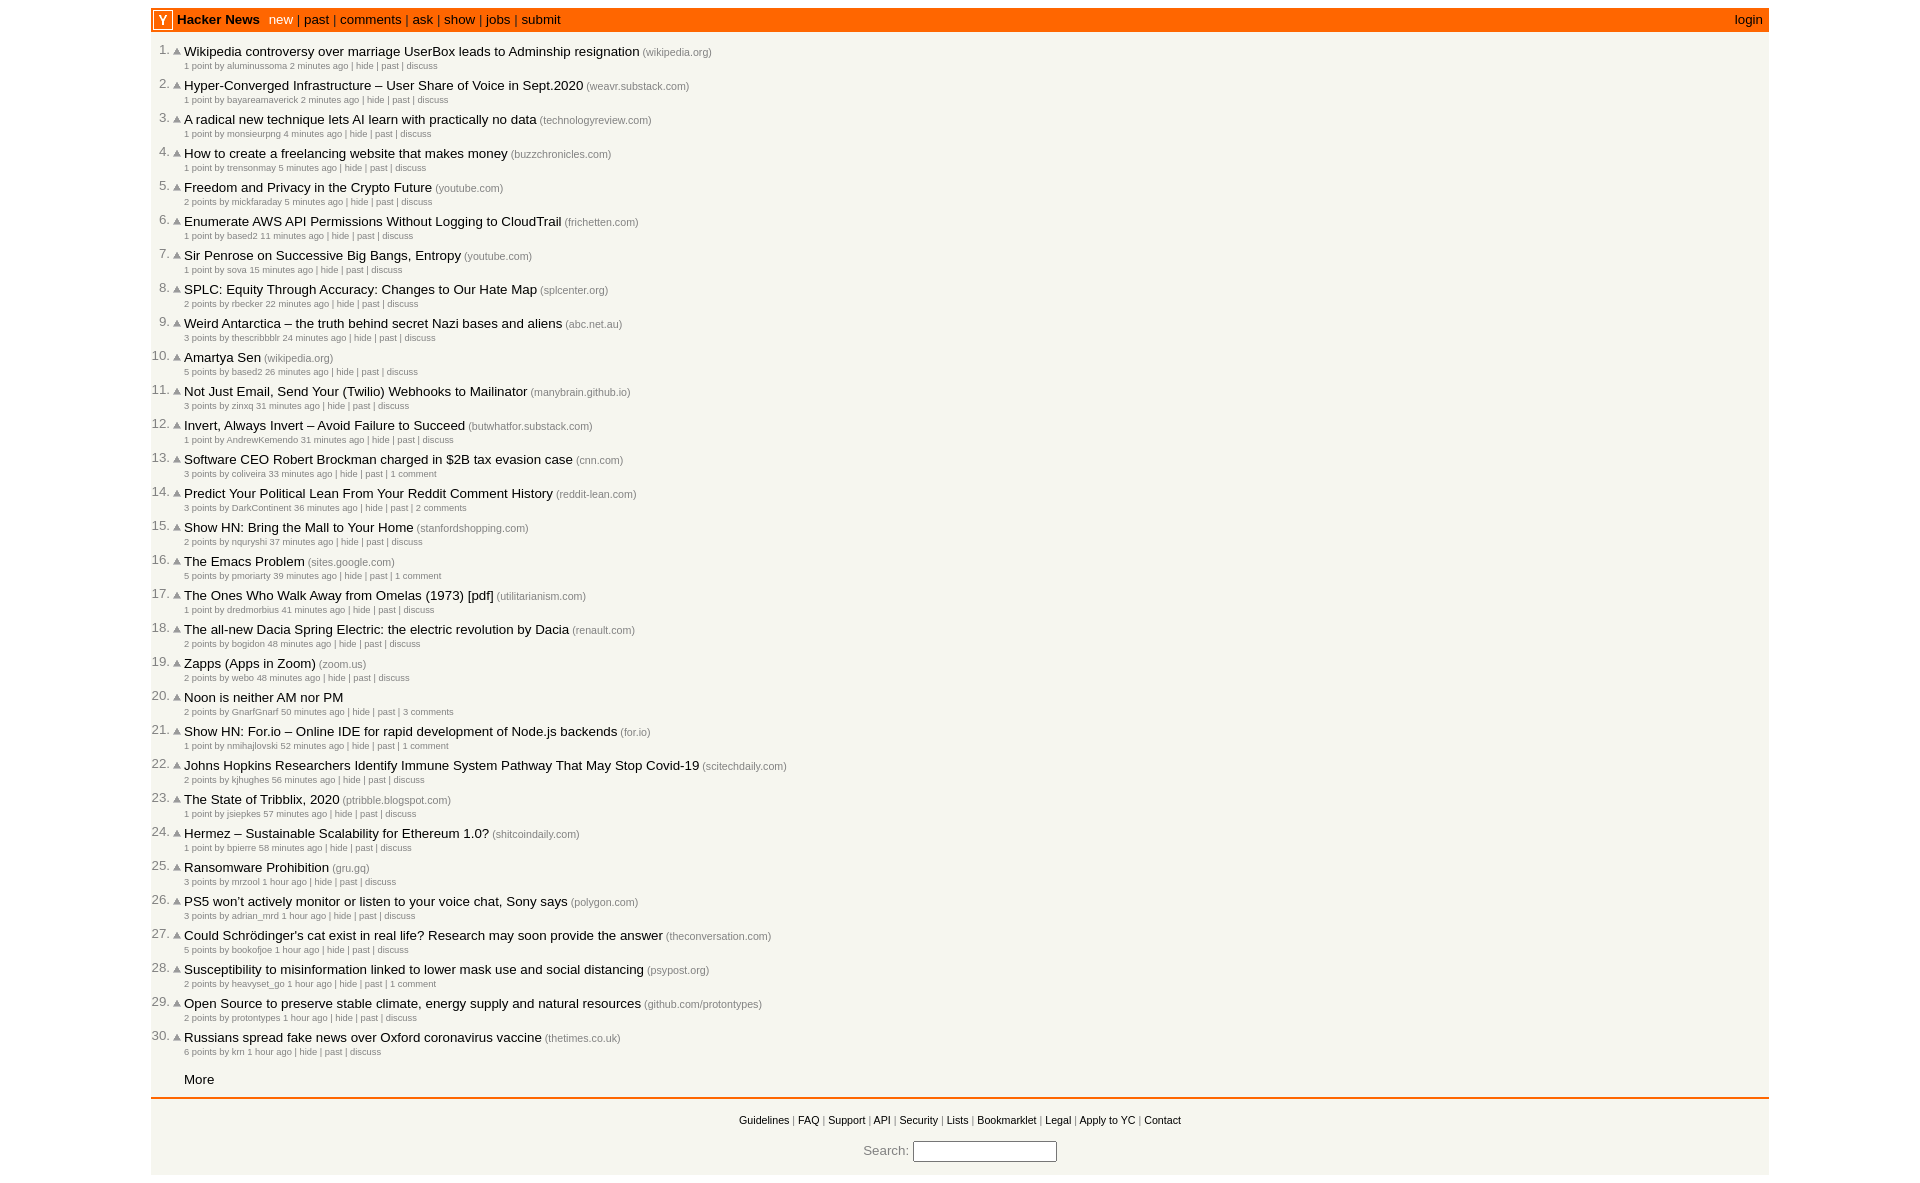 Y Hacker News new | past | comments | ask | show | jobs | submit login
1. Wikipedia controversy over marriage UserBox leads to Adminship resignation (wikipedia.org)
1 point by aluminussoma 2 minutes ago | hide | past | discuss
2. Hyper-Converged Infrastructure – User Share of Voice in Sept.2020 (weavr.substack.com)
1 point by bayareamaverick 2 minutes ago | hide | past | discuss
3. A radical new technique lets AI learn with practically no data (technologyreview.com)
1 point by monsieurpng 4 minutes ago | hide | past | discuss
4. How to create a freelancing website that makes money (buzzchronicles.com)
1 point by trensonmay 5 minutes ago | hide | past | discuss
5. Freedom and Privacy in the Crypto Future (youtube.com)
2 points by mickfaraday 5 minutes ago | hide | past | discuss
6. Enumerate AWS API Permissions Without Logging to CloudTrail (frichetten.com)
1 point by based2 11 minutes ago | hide | past | discuss
7. Sir Penrose on Successive Big Bangs, Entropy (youtube.com)
1 point by sova 15 minutes ago | hide | past | discuss
8. SPLC: Equity Through Accuracy: Changes to Our Hate Map (splcenter.org)
2 points by rbecker 22 minutes ago | hide | past | discuss
9. Weird Antarctica – the truth behind secret Nazi bases and aliens (abc.net.au)
3 points by thescribbblr 24 minutes ago | hide | past | discuss
10. Amartya Sen (wikipedia.org)
5 points by based2 26 minutes ago | hide | past | discuss
11. Not Just Email, Send Your (Twilio) Webhooks to Mailinator (manybrain.github.io)
3 points by zinxq 31 minutes ago | hide | past | discuss
12. Invert, Always Invert – Avoid Failure to Succeed (butwhatfor.substack.com)
1 point by AndrewKemendo 31 minutes ago | hide | past | discuss
13. Software CEO Robert Brockman charged in $2B tax evasion case (cnn.com)
3 points by coliveira 33 minutes ago | hide | past | 1 comment
14. Predict Your Political Lean From Your Reddit Comment History (reddit-lean.com)
3 points by DarkContinent 36 minutes ago | hide | past | 2 comments
15. Show HN: Bring the Mall to Your Home (stanfordshopping.com)
2 points by nquryshi 37 minutes ago | hide | past | discuss
16. The Emacs Problem (sites.google.com)
5 points by pmoriarty 39 minutes ago | hide | past | 1 comment
17. The Ones Who Walk Away from Omelas (1973) [pdf] (utilitarianism.com)
1 point by dredmorbius 41 minutes ago | hide | past | discuss
18. The all-new Dacia Spring Electric: the electric revolution by Dacia (renault.com)
2 points by bogidon 48 minutes ago | hide | past | discuss
19. Zapps (Apps in Zoom) (zoom.us)
2 points by webo 48 minutes ago | hide | past | discuss
20. Noon is neither AM nor PM
2 points by GnarfGnarf 50 minutes ago | hide | past | 3 comments
21. Show HN: For.io – Online IDE for rapid development of Node.js backends (for.io)
1 point by nmihajlovski 52 minutes ago | hide | past | 1 comment
22. Johns Hopkins Researchers Identify Immune System Pathway That May Stop Covid-19 (scitechdaily.com)
2 points by kjhughes 56 minutes ago | hide | past | discuss
23. The State of Tribblix, 2020 (ptribble.blogspot.com)
1 point by jsiepkes 57 minutes ago | hide | past | discuss
24. Hermez – Sustainable Scalability for Ethereum 1.0? (shitcoindaily.com)
1 point by bpierre 58 minutes ago | hide | past | discuss
25. Ransomware Prohibition (gru.gq)
3 points by mrzool 1 hour ago | hide | past | discuss
26. PS5 won't actively monitor or listen to your voice chat, Sony says (polygon.com)
3 points by adrian_mrd 1 hour ago | hide | past | discuss
27. Could Schrödinger's cat exist in real life? Research may soon provide the answer (theconversation.com)
5 points by bookofjoe 1 hour ago | hide | past | discuss
28. Susceptibility to misinformation linked to lower mask use and social distancing (psypost.org)
2 points by heavyset_go 1 hour ago | hide | past | 1 comment
29. Open Source to preserve stable climate, energy supply and natural resources (github.com/protontypes)
2 points by protontypes 1 hour ago | hide | past | discuss
30. Russians spread fake news over Oxford coronavirus vaccine (thetimes.co.uk)
6 points by krn 1 hour ago | hide | past | discuss
More
Guidelines | FAQ | Support | API | Security | Lists | Bookmarklet | Legal | Apply to YC | Contact
Search: